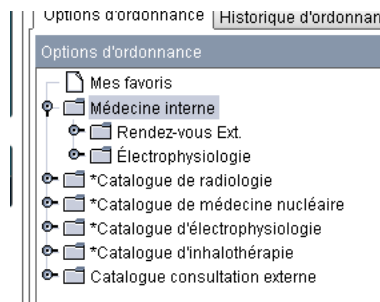 Options d'ordonnance Historique d'ordonnan
Options d'ordonnance
Mes favoris
Médecine interne
Rendez-vous Ext.
Électrophysiologie
*Catalogue de radiologie
*Catalogue de médecine nucléaire
*Catalogue d'électrophysiologie
*Catalogue d'inhalothérapie
Catalogue consultation externe